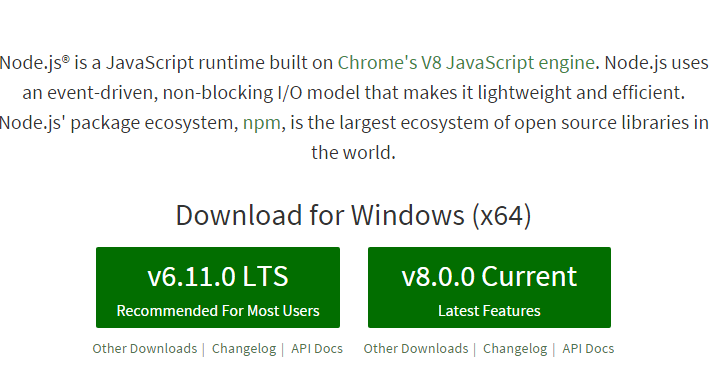 Node.js® is a JavaScript runtime built on Chrome's V8 JavaScript engine. Node.js uses
an event-driven, non-blocking I/O model that makes it lightweight and efficient.
Node.js' package ecosystem, npm, is the largest ecosystem of open source libraries in
the world.
Download for Windows (x64)
v6.11.0 LTS
Recommended For Most Users
v8.0.0 Current
Latest Features
Other Downloads | Changelog | API Docs
Other Downloads | Changelog | API Docs